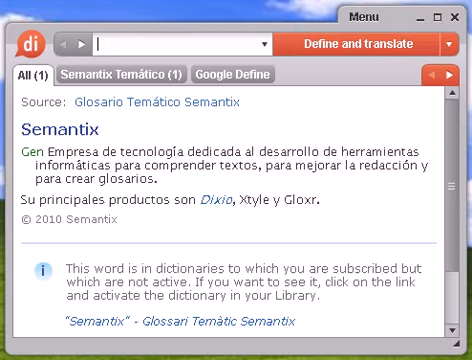 Menu
di
Define and translate
All (1)
Semantix Temático (1)
Google Define
Source: Glosario Temático Semantix
Semantix
Gen Empresa de tecnología dedicada al desarrollo de herramientas
informáticas para comprender textos, para mejorar la redacción y
para crear glosarios.
Su principales productos son Dixio, Xtyle y Gloxr.
© 2010 Semantix
i
This word is in dictionaries to which you are subscribed but
which are not active. If you want to see it, click on the link
and activate the dictionary in your Library.
"Semantix" - Glossari Temàtic Semantix